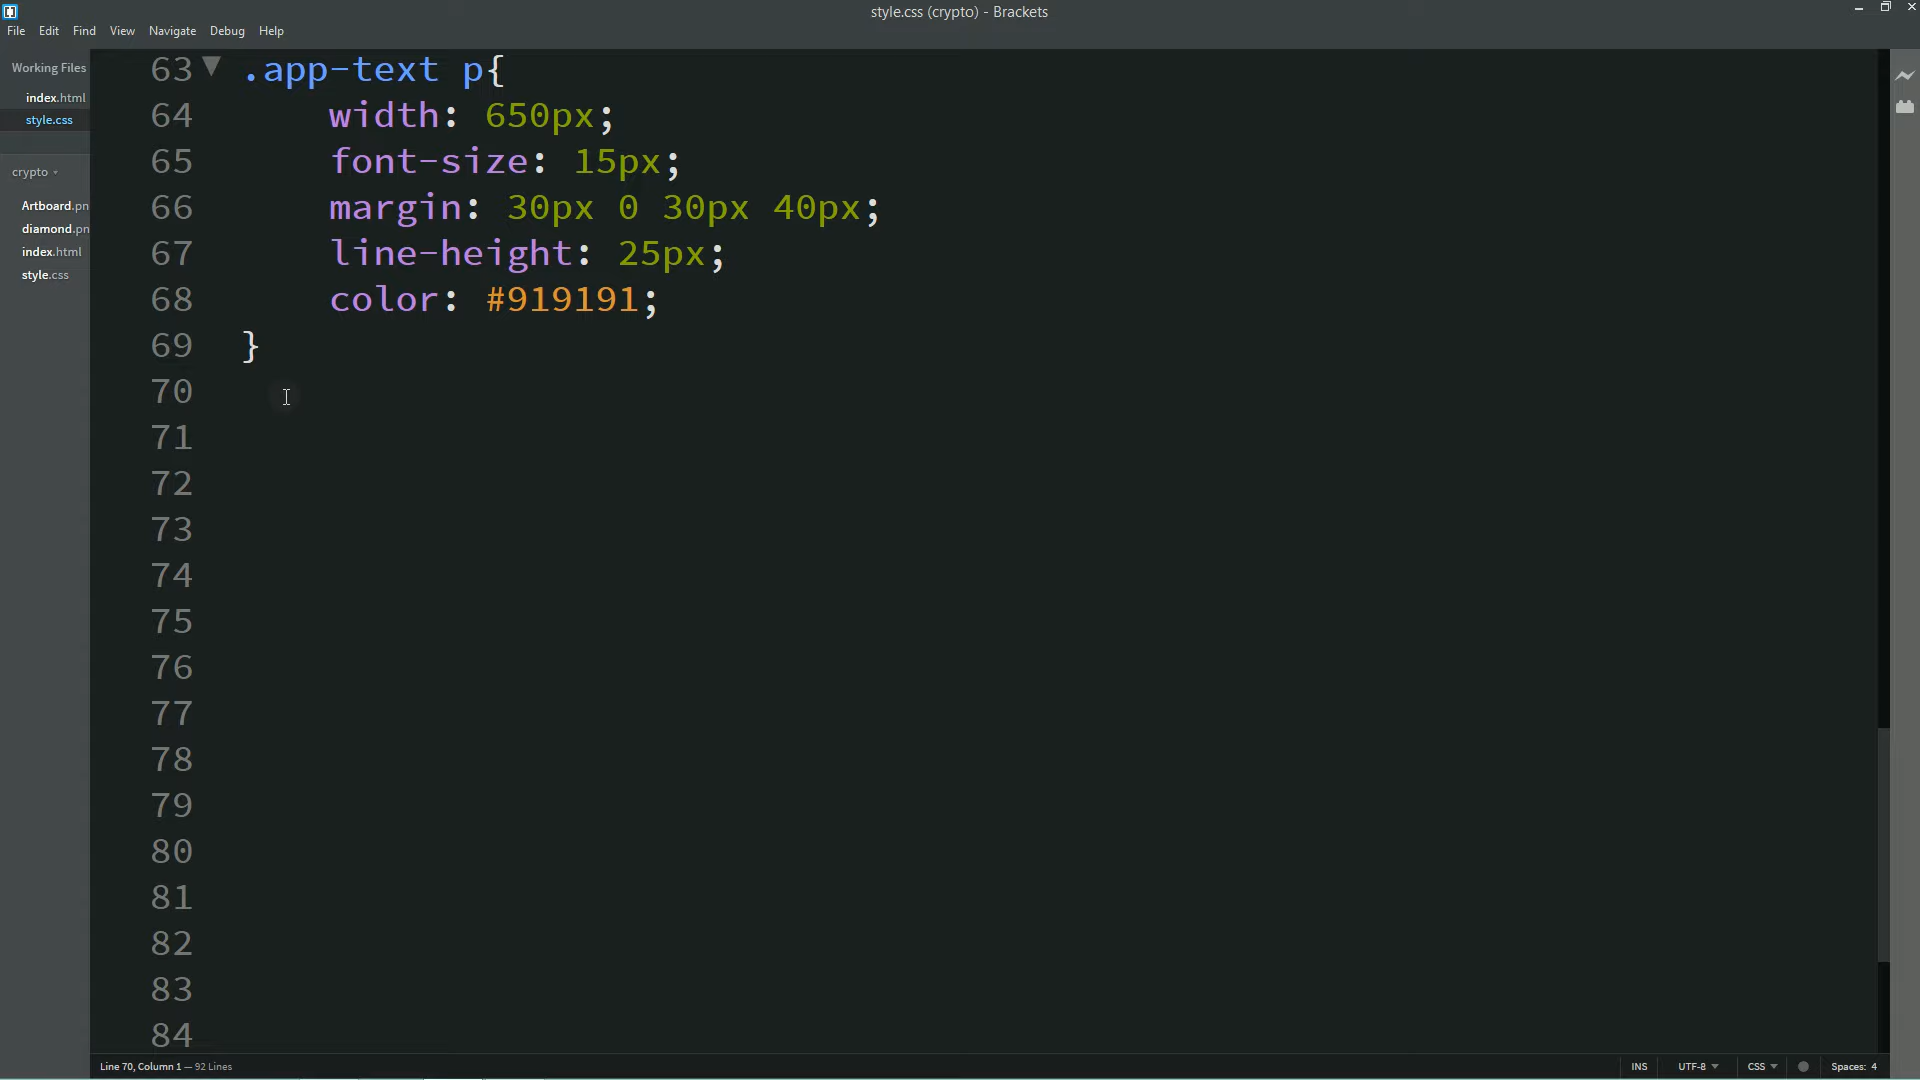 style.css (crypto) - Brackets
File Edit Find View Navigate Debug Help
Working Files
index.html
style.css
crypto
Artboard.pn
diamond.pn
index.html
style.css
63 .app-text p{
64 width: 650px;
65 font-size: 15px;
66 margin: 30px 0 30px 40px;
67 line-height: 25px;
68 color: #919191;
69 }
70
71
72
73
74
75
76
77
78
79
80
81
82
83
84
Line 70, Column 1 — 92 Lines
INS UTF-8 CSS Spaces: 4